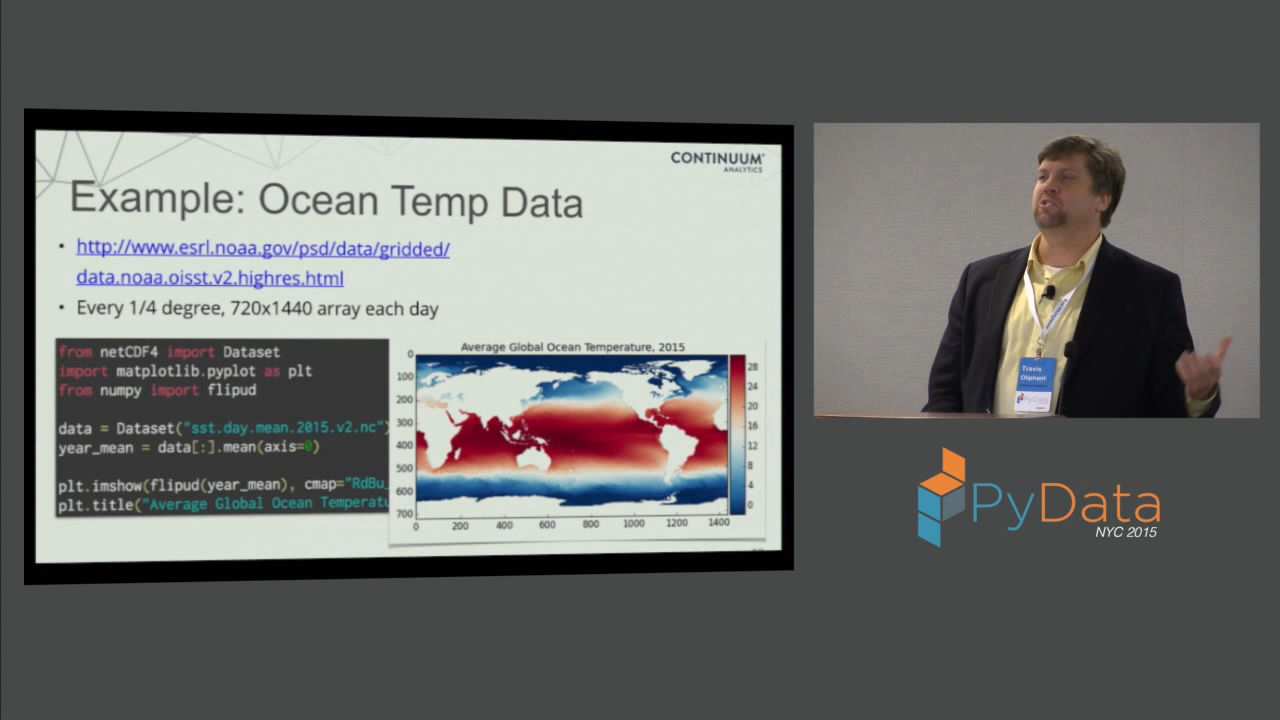 CONTINUUM
ANALYTICS
Example: Ocean Temp Data
• http://www.esrl.noaa.gov/psd/data/gridded/
data.noaa.oisst.v2.highres.html
• Every 1/4 degree, 720x1440 array each day
from netCDF4 import Dataset
import matplotlib.pyplot as plt
from numpy import flipud
data = Dataset("sst.day.mean.2015.v2.nc")
year_mean = data[:].mean(axis=0)
plt.imshow(flipud(year_mean), cmap="RdBu_
plt.title("Average Global Ocean Temperatu
Average Global Ocean Temperature, 2015
0
100
200
300
400
500
600
700
0 200 400 600 800 1000 1200 1400
28
24
20
16
12
8
4
0
Travis
Oliphant
PyData
PyData
NYC 2015